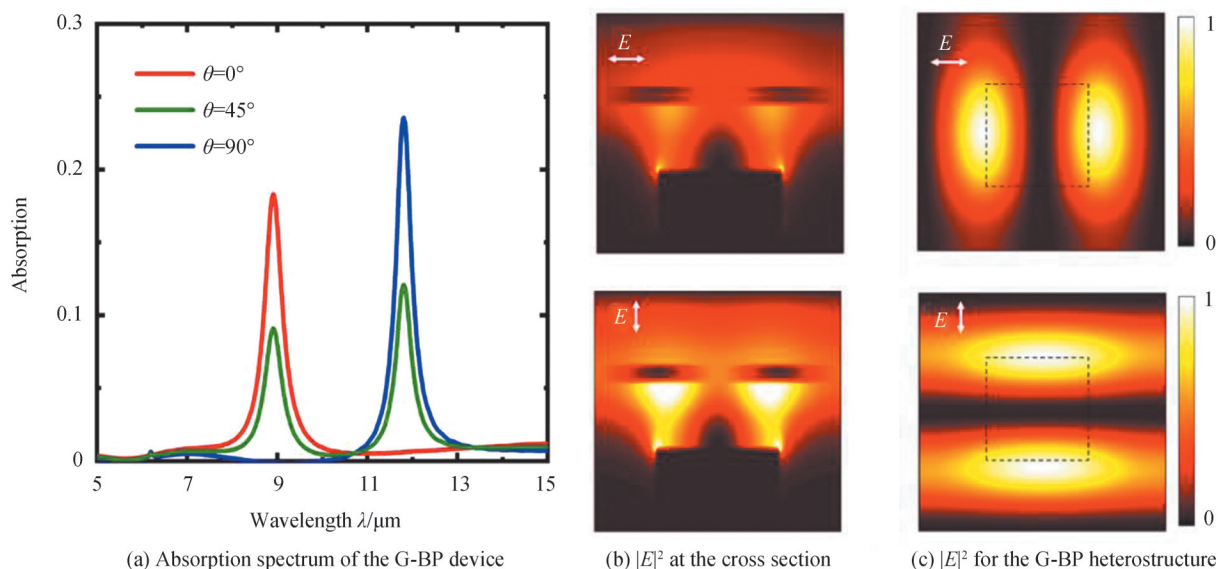 0.3
0.2
0.1
0
Absorption
θ=0°
θ=45°
θ=90°
5
7
9
11
13
15
Wavelength λ/μm
(a) Absorption spectrum of the G-BP device
E
E
(b) |E|² at the cross section
E
1
0
E
1
0
(c) |E|² for the G-BP heterostructure